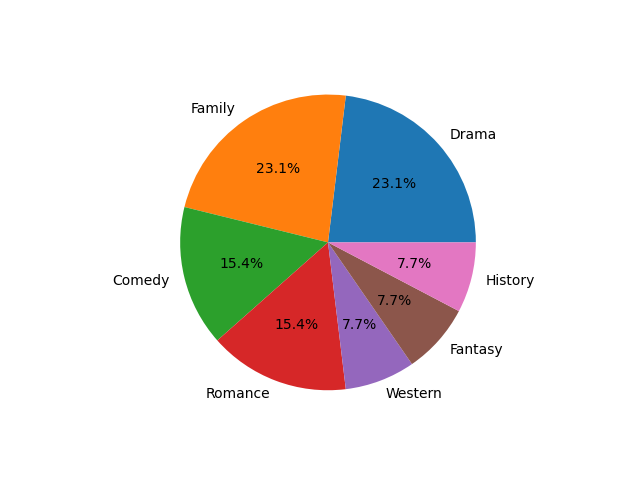 Family
Drama
23.1%
23.1%
Comedy
15.4%
7.7%
History
7.7%
15.4%
7.7%
Fantasy
Romance
Western